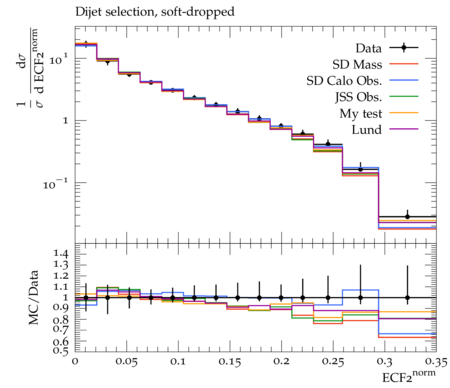 Dijet selection, soft-dropped
1/σ dσ/d ECF2^norm
10^1
1
10^−1
Data
SD Mass
SD Calo Obs.
JSS Obs.
My test
Lund
MC/Data
1.4
1.3
1.2
1.1
1
0.9
0.8
0.7
0.6
0.5
0 0.05 0.1 0.15 0.2 0.25 0.3 0.35
ECF2^norm